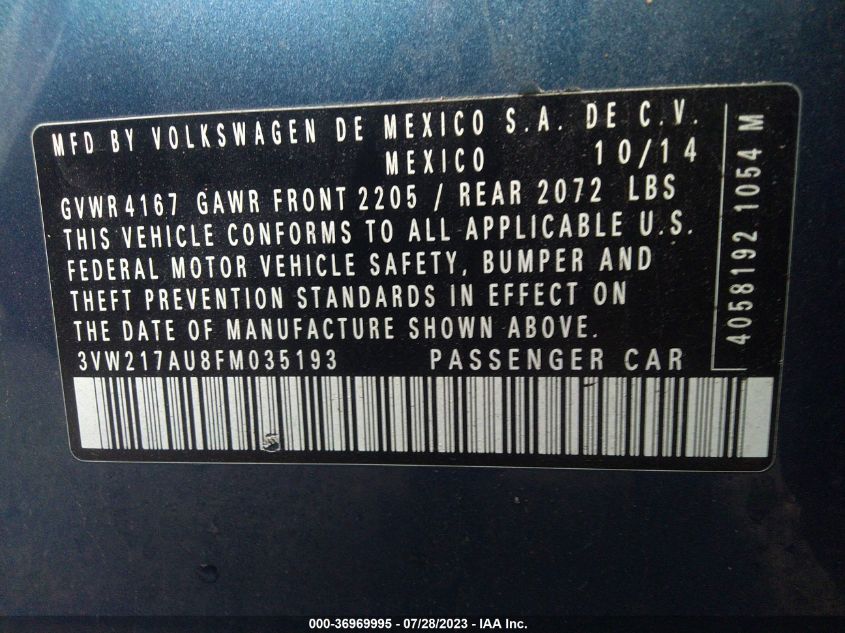 MFD BY VOLKSWAGEN DE MEXICO S.A. DE C.V.
MEXICO 10/14
GVWR 4167 GAWR FRONT 2205 / REAR 2072 LBS
THIS VEHICLE CONFORMS TO ALL APPLICABLE U.S.
FEDERAL MOTOR VEHICLE SAFETY, BUMPER AND
THEFT PREVENTION STANDARDS IN EFFECT ON
THE DATE OF MANUFACTURE SHOWN ABOVE.
3VW217AU8FM035193 PASSENGER CAR
4058192 1054 M
000-36969995 - 07/28/2023 - IAA Inc.